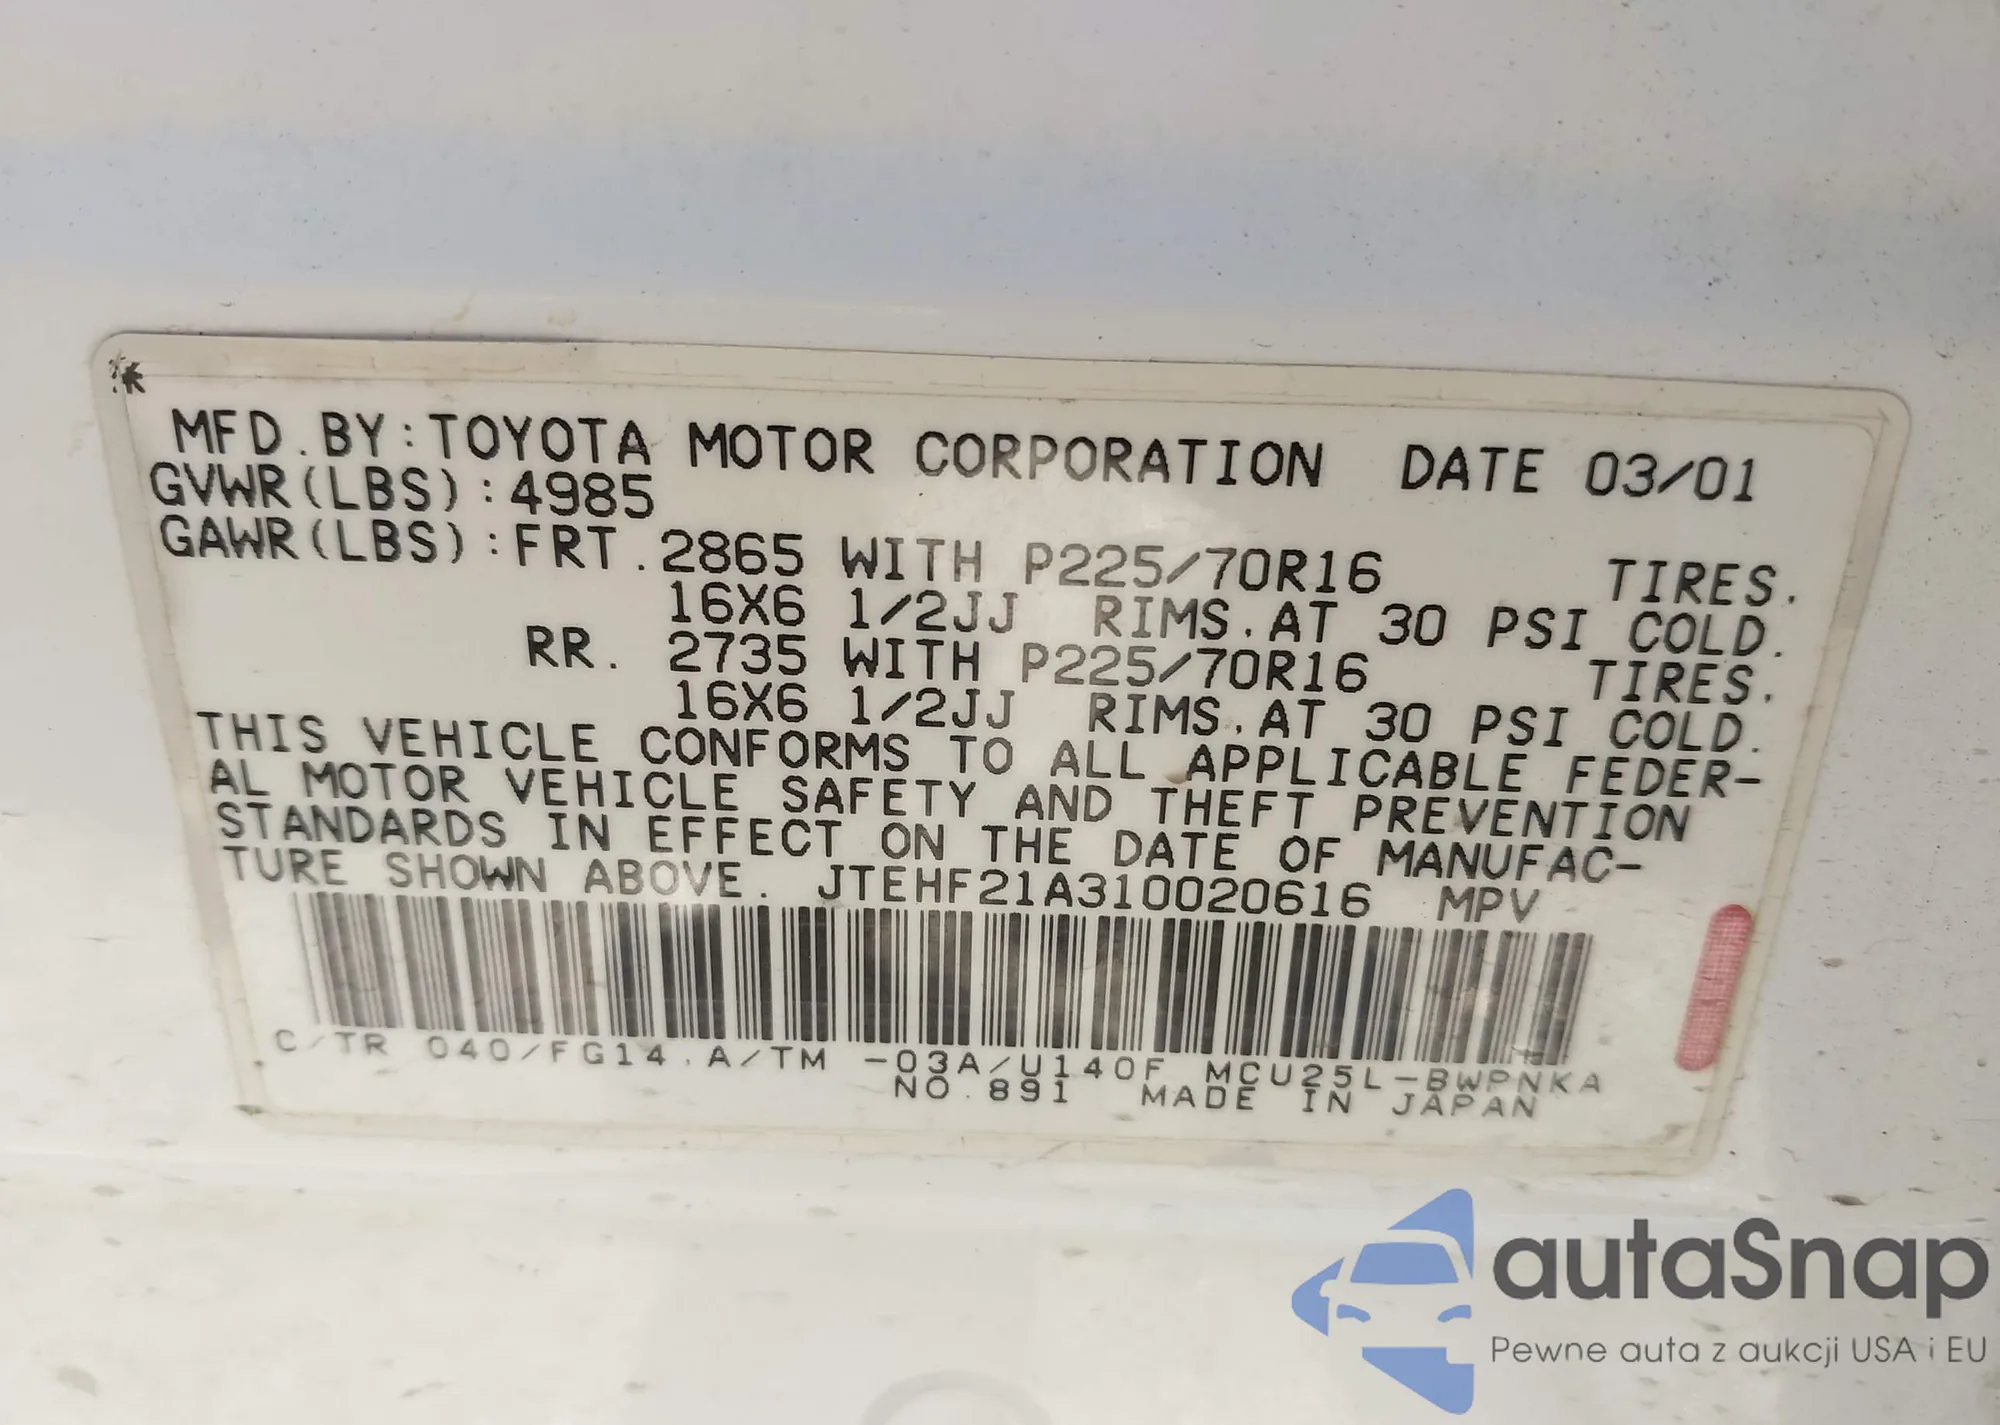 MFD.BY:TOYOTA MOTOR CORPORATION DATE 03/01
GVWR(LBS):4985
GAWR(LBS):FRT.2865 WITH P225/70R16 TIRES.
16X6 1/2JJ RIMS.AT 30 PSI COLD.
RR. 2735 WITH P225/70R16 TIRES.
16X6 1/2JJ RIMS.AT 30 PSI COLD.
THIS VEHICLE CONFORMS TO ALL APPLICABLE FEDER-
AL MOTOR VEHICLE SAFETY AND THEFT PREVENTION
STANDARDS IN EFFECT ON THE DATE OF MANUFAC-
TURE SHOWN ABOVE. JTEHF21A310020616 MPV
C/TR 040/FG14.A/TM -03A/U140F MCU25L-BWPNKA
NO.891 MADE IN JAPAN
autaSnap
Pewne auta z aukcji USA i EU